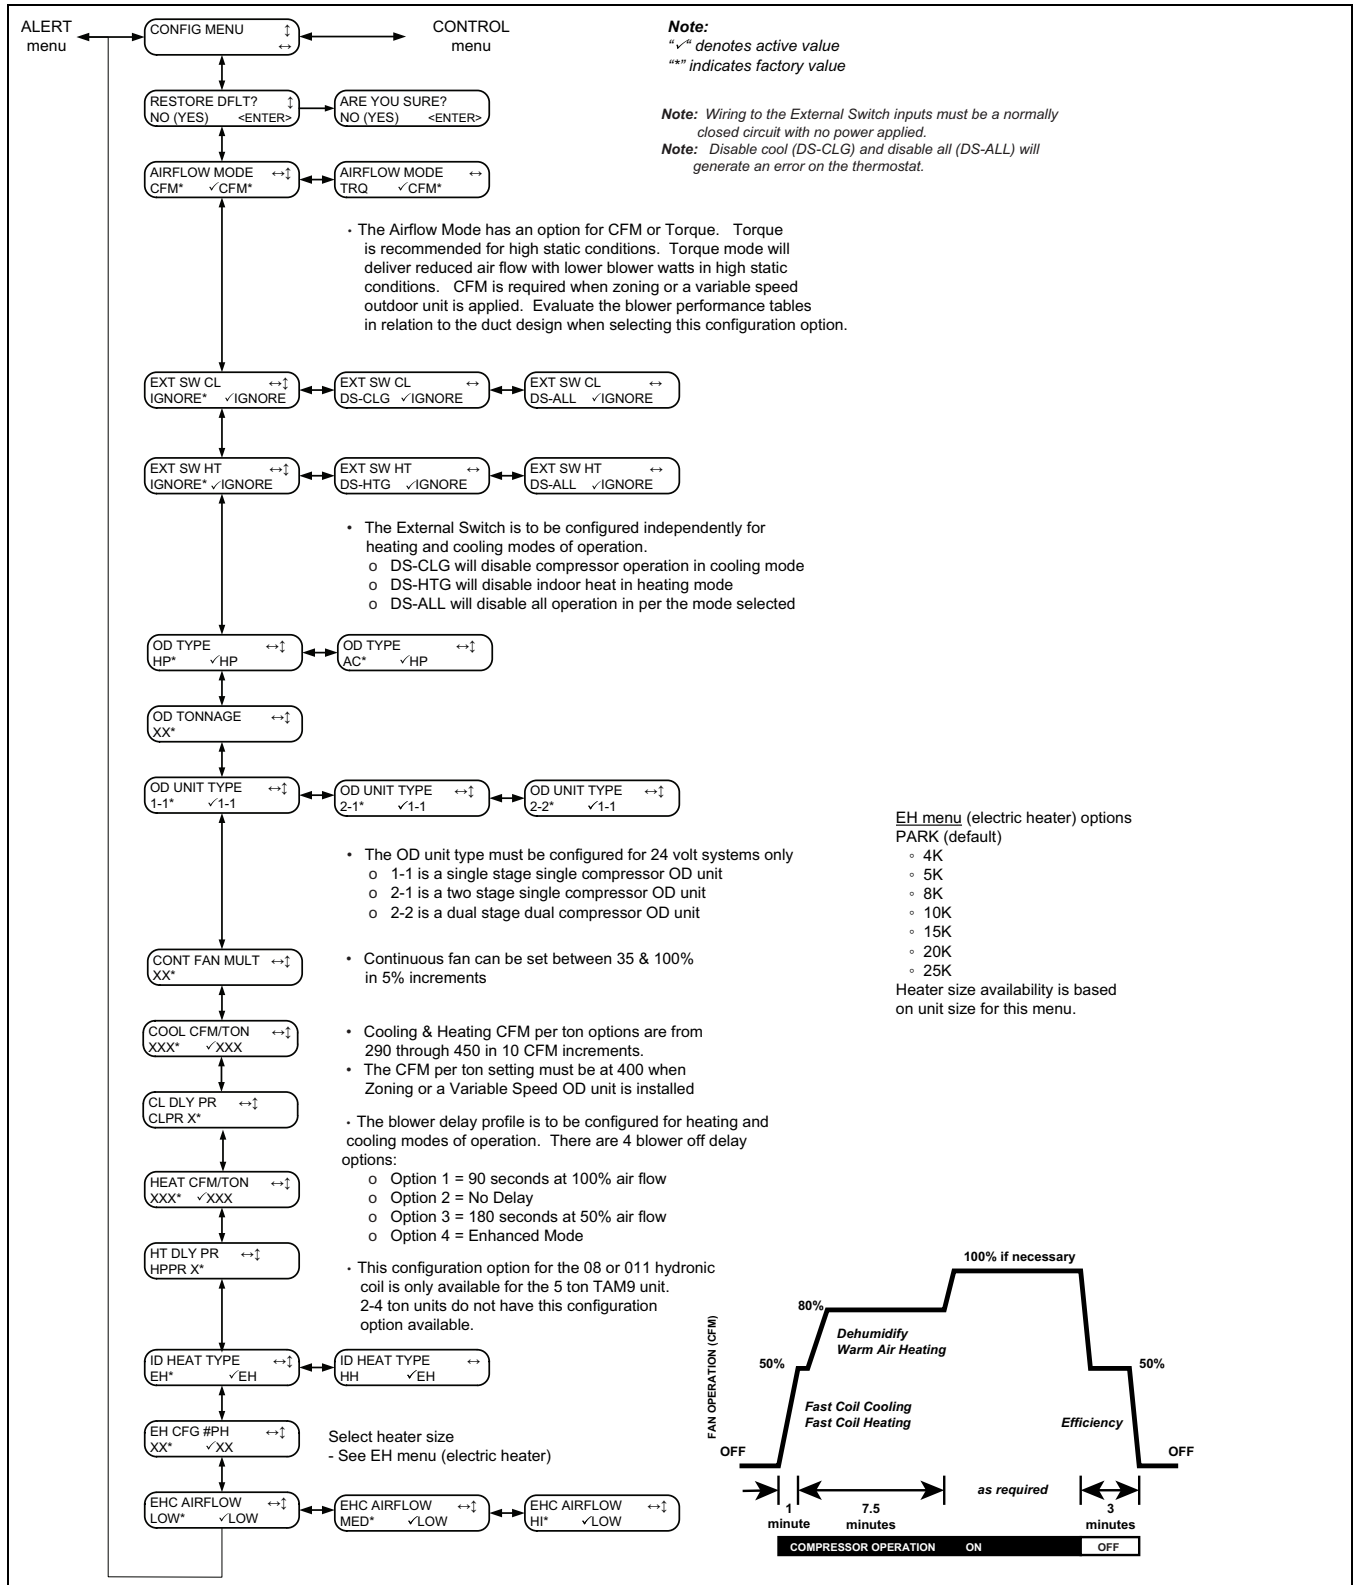 ALERT
menu
CONFIG MENU ↕
↔
CONTROL
menu
Note:
"✓" denotes active value
"*" indicates factory value
RESTORE DFLT? ↕
NO (YES) <ENTER>
ARE YOU SURE?
NO (YES) <ENTER>
Note: Wiring to the External Switch inputs must be a normally
closed circuit with no power applied.
Note: Disable cool (DS-CLG) and disable all (DS-ALL) will
generate an error on the thermostat.
AIRFLOW MODE ↔↕
CFM* ✓CFM*
AIRFLOW MODE ↔
TRQ ✓CFM*
• The Airflow Mode has an option for CFM or Torque. Torque
is recommended for high static conditions. Torque mode will
deliver reduced air flow with lower blower watts in high static
conditions. CFM is required when zoning or a variable speed
outdoor unit is applied. Evaluate the blower performance tables
in relation to the duct design when selecting this configuration option.
EXT SW CL ↔↕
IGNORE* ✓IGNORE
EXT SW CL ↔
DS-CLG ✓IGNORE
EXT SW CL ↔
DS-ALL ✓IGNORE
EXT SW HT ↔↕
IGNORE* ✓IGNORE
EXT SW HT ↔
DS-HTG ✓IGNORE
EXT SW HT ↔
DS-ALL ✓IGNORE
• The External Switch is to be configured independently for
heating and cooling modes of operation.
o DS-CLG will disable compressor operation in cooling mode
o DS-HTG will disable indoor heat in heating mode
o DS-ALL will disable all operation in per the mode selected
OD TYPE ↔↕
HP* ✓HP
OD TYPE ↔↕
AC* ✓HP
OD TONNAGE ↔↕
XX*
OD UNIT TYPE ↔↕
1-1* ✓1-1
OD UNIT TYPE ↔↕
2-1* ✓1-1
OD UNIT TYPE ↔↕
2-2* ✓1-1
• The OD unit type must be configured for 24 volt systems only
o 1-1 is a single stage single compressor OD unit
o 2-1 is a two stage single compressor OD unit
o 2-2 is a dual stage dual compressor OD unit
EH menu (electric heater) options
PARK (default)
◦ 4K
◦ 5K
◦ 8K
◦ 10K
◦ 15K
◦ 20K
◦ 25K
Heater size availability is based
on unit size for this menu.
CONT FAN MULT ↔↕
XX*
• Continuous fan can be set between 35 & 100%
in 5% increments
COOL CFM/TON ↔↕
XXX* ✓XXX
• Cooling & Heating CFM per ton options are from
290 through 450 in 10 CFM increments.
• The CFM per ton setting must be at 400 when
Zoning or a Variable Speed OD unit is installed
CL DLY PR ↔↕
CLPR X*
• The blower delay profile is to be configured for heating and
cooling modes of operation. There are 4 blower off delay
options:
o Option 1 = 90 seconds at 100% air flow
o Option 2 = No Delay
o Option 3 = 180 seconds at 50% air flow
o Option 4 = Enhanced Mode
HEAT CFM/TON ↔↕
XXX* ✓XXX
HT DLY PR ↔↕
HPPR X*
• This configuration option for the 08 or 011 hydronic
coil is only available for the 5 ton TAM9 unit.
2-4 ton units do not have this configuration
option available.
ID HEAT TYPE ↔↕
EH* ✓EH
ID HEAT TYPE ↔
HH ✓EH
EH CFG #PH ↔↕
XX* ✓XX
Select heater size
- See EH menu (electric heater)
EHC AIRFLOW ↔↕
LOW* ✓LOW
EHC AIRFLOW ↔↕
MED* ✓LOW
EHC AIRFLOW ↔↕
HI* ✓LOW
FAN OPERATION (CFM)
100% if necessary
80%
Dehumidify
Warm Air Heating
50%
50%
Fast Coil Cooling
Fast Coil Heating
Efficiency
OFF
OFF
1
minute
7.5
minutes
as required
3
minutes
COMPRESSOR OPERATION ON
OFF